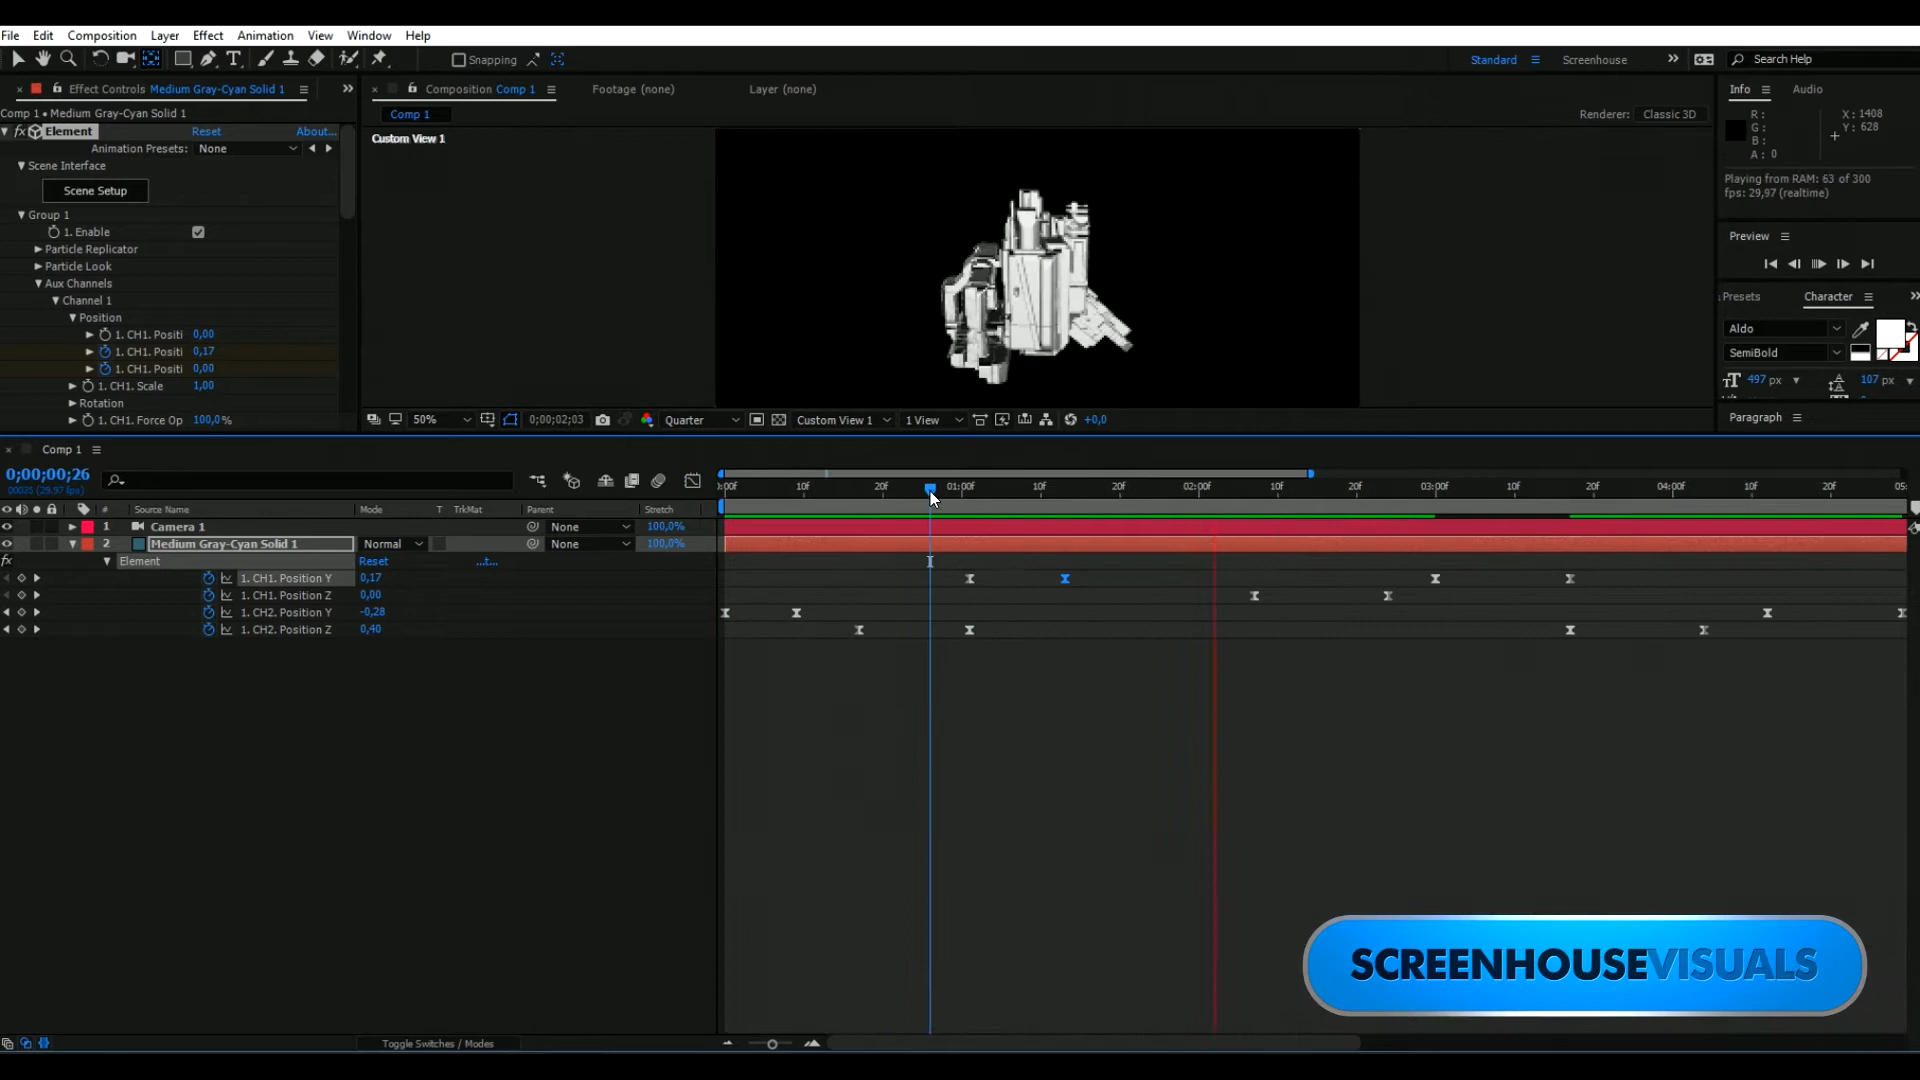 File Edit Composition Layer Effect Animation View Window Help
Snapping
Standard
Screenhouse
Search Help
Effect Controls Medium Gray-Cyan Solid 1
Composition Comp 1
Footage (none)
Layer (none)
Info
Audio
Comp 1 • Medium Gray-Cyan Solid 1
Comp 1
Renderer: Classic 3D
R:
G:
B:
A: 0
X: 1408
Y: 628
fx Element Reset About...
Custom View 1
Animation Presets: None
Scene Interface
Playing from RAM: 63 of 300
fps: 29,97 (realtime)
Scene Setup
Group 1
1. Enable
Preview
Particle Replicator
Particle Look
Aux Channels
Channel 1
Presets
Character
Position
1. CH1. Positi 0,00
Aldo
1. CH1. Positi 0,17
SemiBold
1. CH1. Positi 0,00
1. CH1. Scale 1,00
497 px
107 px
Rotation
1. CH1. Force Op 100,0%
50%
0;00;02;03
Quarter
Custom View 1
1 View
+0,0
Paragraph
Comp 1
0;00;00;26
00025 (29.97 fps)
:00f 10f 20f 01:00f 10f 20f 02:00f 10f 20f 03:00f 10f 20f 04:00f 10f 20f 05:
# Source Name Mode T TrkMat Parent Stretch
1 Camera 1 None 100,0%
2 Medium Gray-Cyan Solid 1 Normal None 100,0%
fx Element Reset ...t...
1. CH1. Position Y 0,17
1. CH1. Position Z 0,00
1. CH2. Position Y -0,28
1. CH2. Position Z 0,40
SCREENHOUSEVISUALS
Toggle Switches / Modes